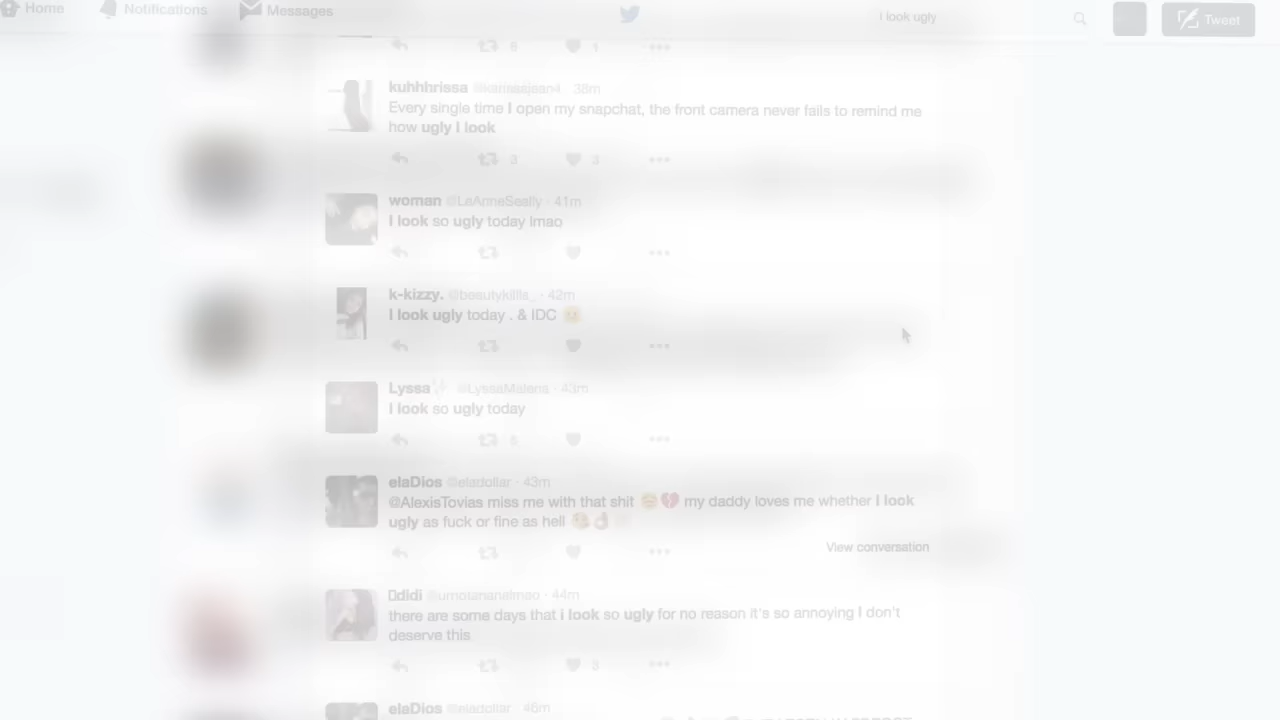 Home Notifications Messages I look ugly Tweet
6 1
kuhhhrissa 38m
Every single time I open my snapchat, the front camera never fails to remind me
how ugly I look
3 3
woman @LeAnneSeally · 41m
I look so ugly today lmao
k-kizzy. @beautykillla_ · 42m
I look ugly today . & IDC
Lyssa @LyssaMalena · 43m
I look so ugly today
6
elaDios @eladollar · 43m
@AlexisTovias miss me with that shit 😇💔 my daddy loves me whether I look
ugly as fuck or fine as hell
View conversation
didi @umotananalmao · 44m
there are some days that i look so ugly for no reason it's so annoying I don't
deserve this
3
elaDios @eladollar · 46m